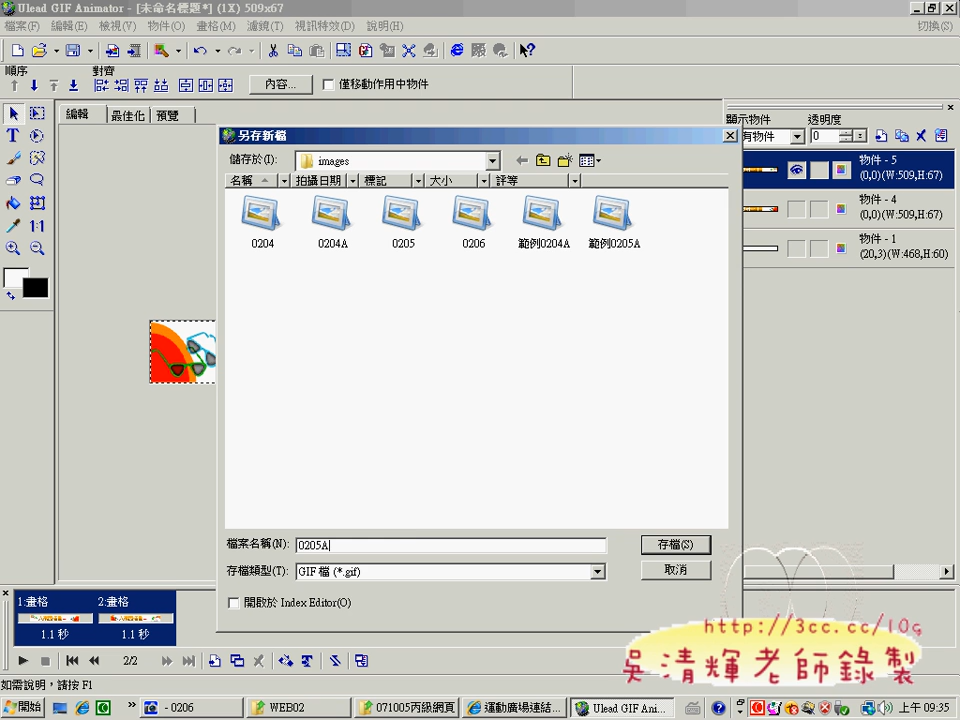 Ulead GIF Animator - [未命名標題*] (1X) 509x67
檔案(F) 編輯(E) 檢視(V) 物件(O) 畫格(M) 濾鏡(T) 視訊特效(D) 說明(H) 切換(S)
順序 對齊
內容... 僅移動作用中物件
編輯 最佳化 預覽
顯示物件 透明度
有物件 0
物件 - 5
(0,0)(W:509,H:67)
物件 - 4
(0,0)(W:509,H:67)
物件 - 1
(20,3)(W:468,H:60)
1:1
另存新檔
儲存於(I): images
名稱 拍攝日期 標記 大小 評等
0204 0204A 0205 0206 範例0204A 範例0205A
檔案名稱(N): 0205A 存檔(S)
存檔類型(T): GIF 檔 (*.gif) 取消
開啟於 Index Editor(O)
1:畫格 2:畫格
1.1 秒 1.1 秒
2/2
http://3cc.cc/10g
吳清輝老師錄製
如需說明，請按 F1
開始 - 0206 WEB02 071005丙級網頁 運動廣場連結... Ulead GIF Ani... 上午 09:35